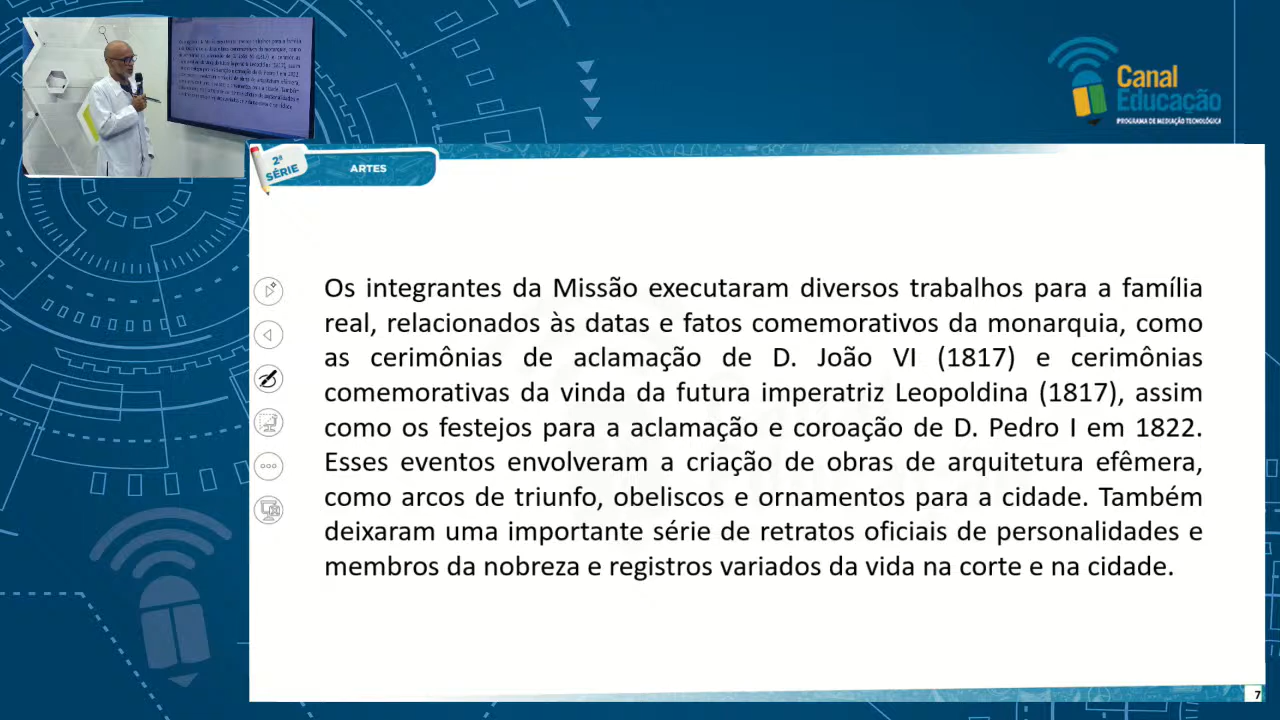 Canal
Educação
PROGRAMA DE MEDIAÇÃO TECNOLÓGICA
2ª
SÉRIE
ARTES
Os integrantes da Missão executaram diversos trabalhos para a família
real, relacionados às datas e fatos comemorativos da monarquia, como
as cerimônias de aclamação de D. João VI (1817) e cerimônias
comemorativas da vinda da futura imperatriz Leopoldina (1817), assim
como os festejos para a aclamação e coroação de D. Pedro I em 1822.
Esses eventos envolveram a criação de obras de arquitetura efêmera,
como arcos de triunfo, obeliscos e ornamentos para a cidade. Também
deixaram uma importante série de retratos oficiais de personalidades e
membros da nobreza e registros variados da vida na corte e na cidade.
7